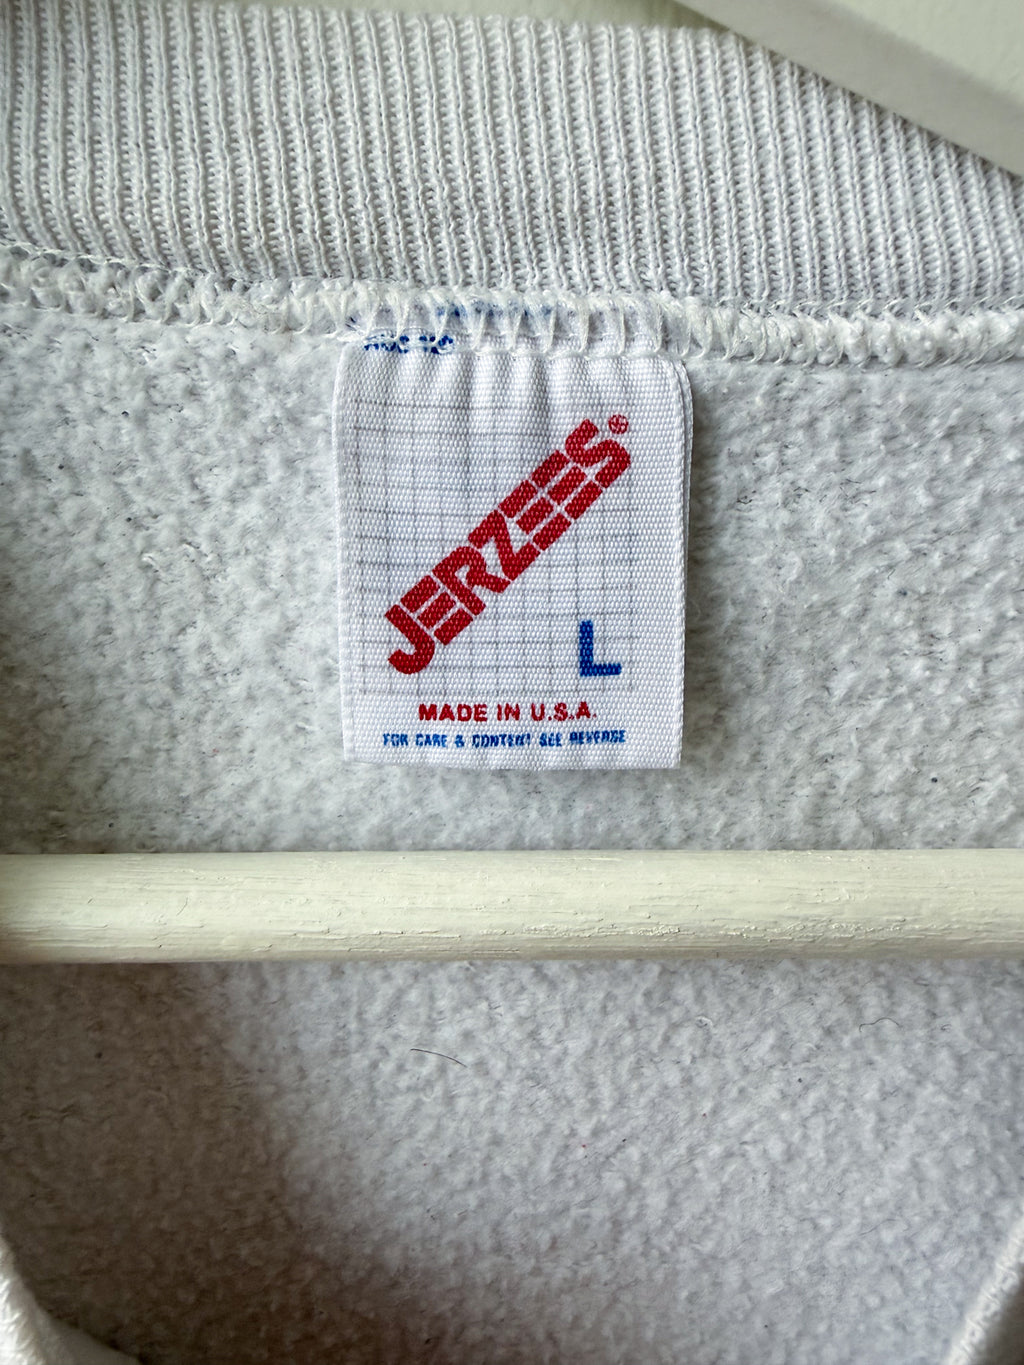 JERZEES®
L
MADE IN U.S.A.
FOR CARE & CONTENT SEE REVERSE